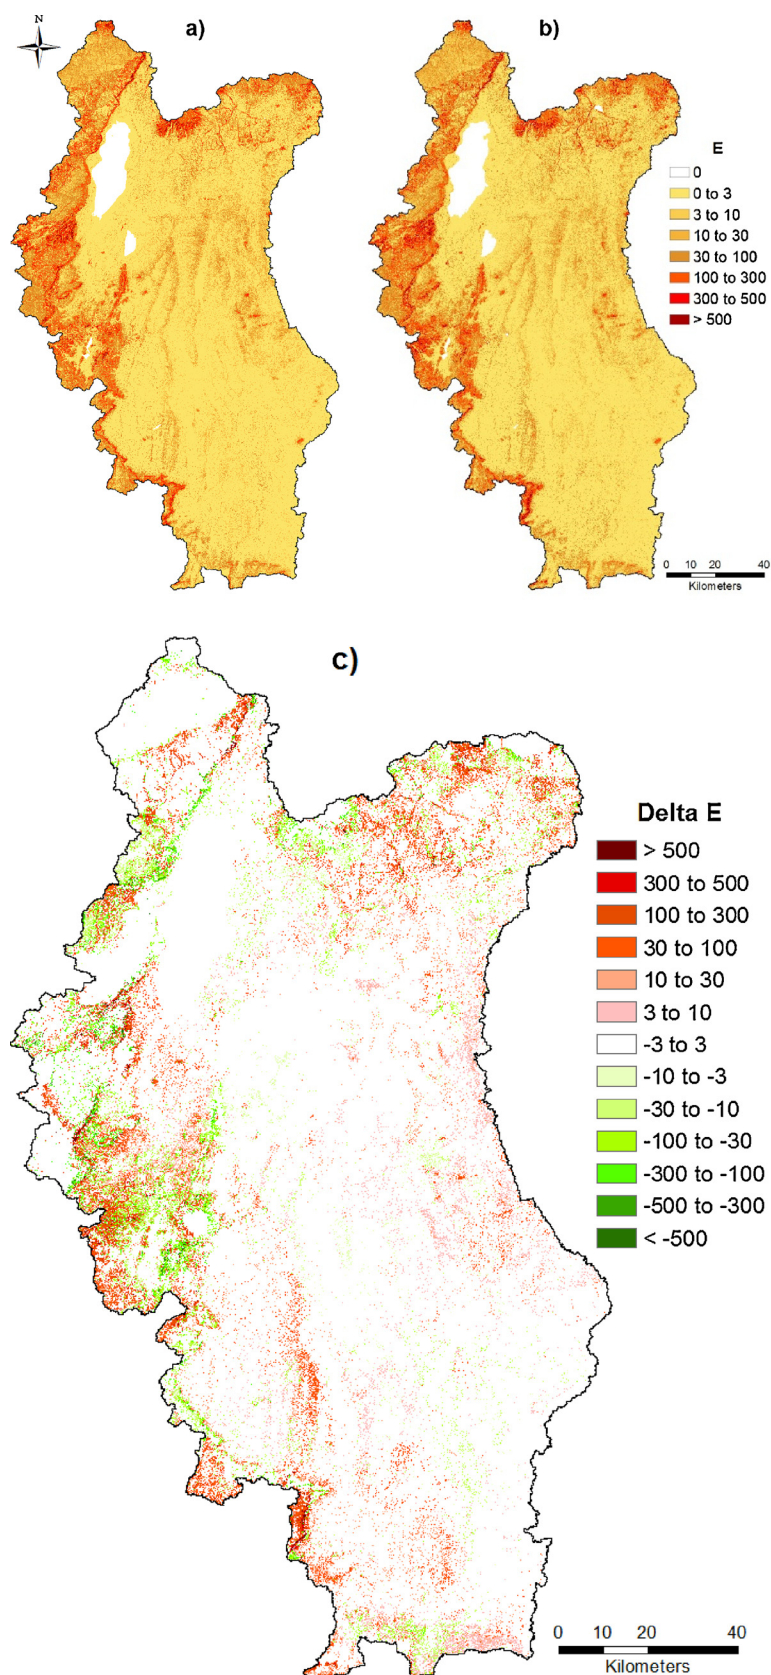 N
a)
b)
E
0
0 to 3
3 to 10
10 to 30
30 to 100
100 to 300
300 to 500
> 500
0 10 20 40
Kilometers
c)
Delta E
> 500
300 to 500
100 to 300
30 to 100
10 to 30
3 to 10
-3 to 3
-10 to -3
-30 to -10
-100 to -30
-300 to -100
-500 to -300
< -500
0 10 20 40
Kilometers